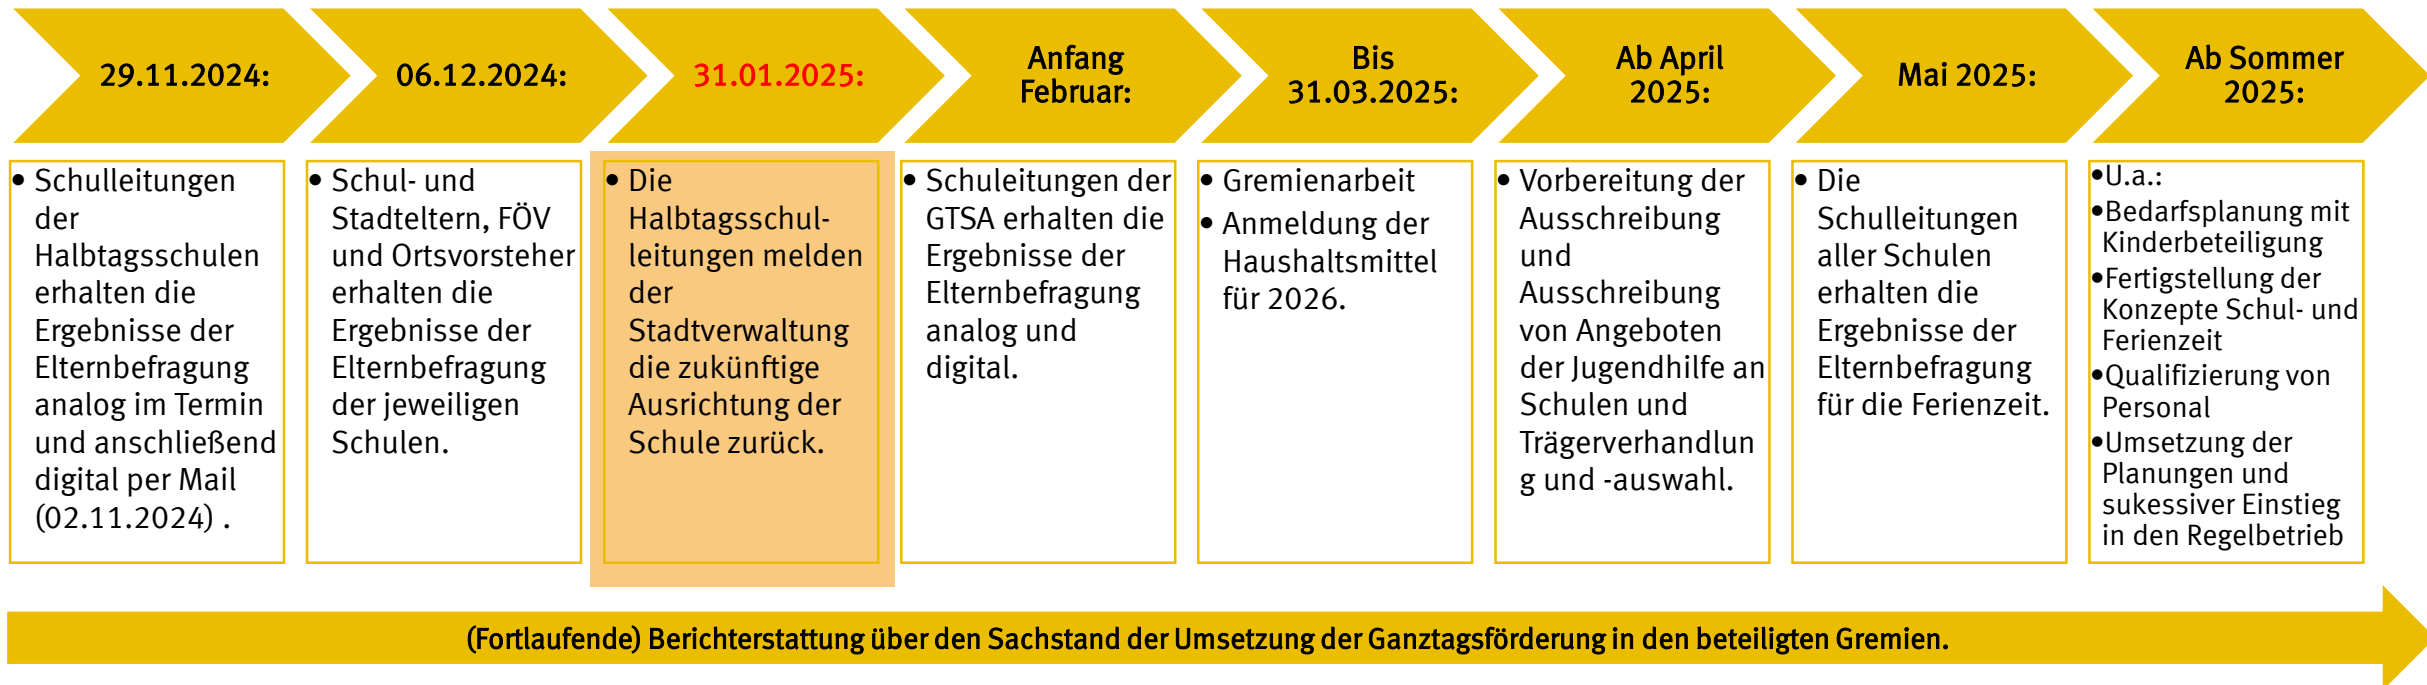 29.11.2024:
06.12.2024:
31.01.2025:
Anfang
Februar:
Bis
31.03.2025:
Ab April
2025:
Mai 2025:
Ab Sommer
2025:
• Schulleitungen
der
Halbtagsschulen
erhalten die
Ergebnisse der
Elternbefragung
analog im Termin
und anschließend
digital per Mail
(02.11.2024) .
• Schul- und
Stadteltern, FÖV
und Ortsvorsteher
erhalten die
Ergebnisse der
Elternbefragung
der jeweiligen
Schulen.
• Die
Halbtagsschul-
leitungen melden
der
Stadtverwaltung
die zukünftige
Ausrichtung der
Schule zurück.
• Schuleitungen der
GTSA erhalten die
Ergebnisse der
Elternbefragung
analog und
digital.
• Gremienarbeit
• Anmeldung der
Haushaltsmittel
für 2026.
• Vorbereitung der
Ausschreibung
und
Ausschreibung
von Angeboten
der Jugendhilfe an
Schulen und
Trägerverhandlun
g und -auswahl.
• Die
Schulleitungen
aller Schulen
erhalten die
Ergebnisse der
Elternbefragung
für die Ferienzeit.
•U.a.:
•Bedarfsplanung mit
Kinderbeteiligung
•Fertigstellung der
Konzepte Schul- und
Ferienzeit
•Qualifizierung von
Personal
•Umsetzung der
Planungen und
sukessiver Einstieg
in den Regelbetrieb
(Fortlaufende) Berichterstattung über den Sachstand der Umsetzung der Ganztagsförderung in den beteiligten Gremien.